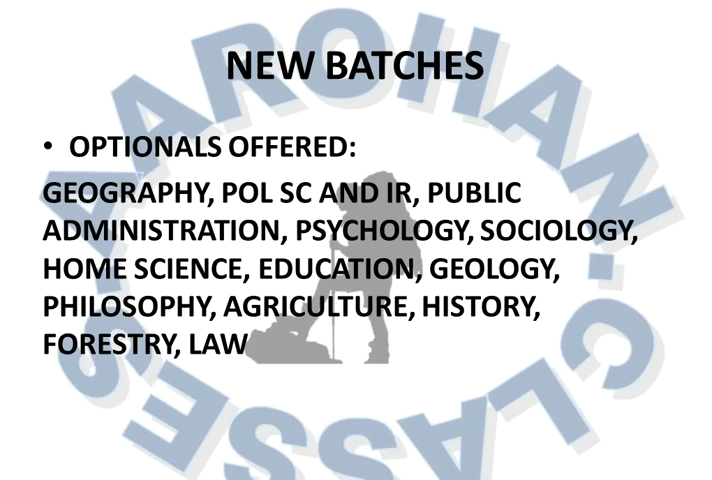 NEW BATCHES
• OPTIONALS OFFERED:
GEOGRAPHY, POL SC AND IR, PUBLIC
ADMINISTRATION, PSYCHOLOGY, SOCIOLOGY,
HOME SCIENCE, EDUCATION, GEOLOGY,
PHILOSOPHY, AGRICULTURE, HISTORY,
FORESTRY, LAW
AAROHAN
CLASSES